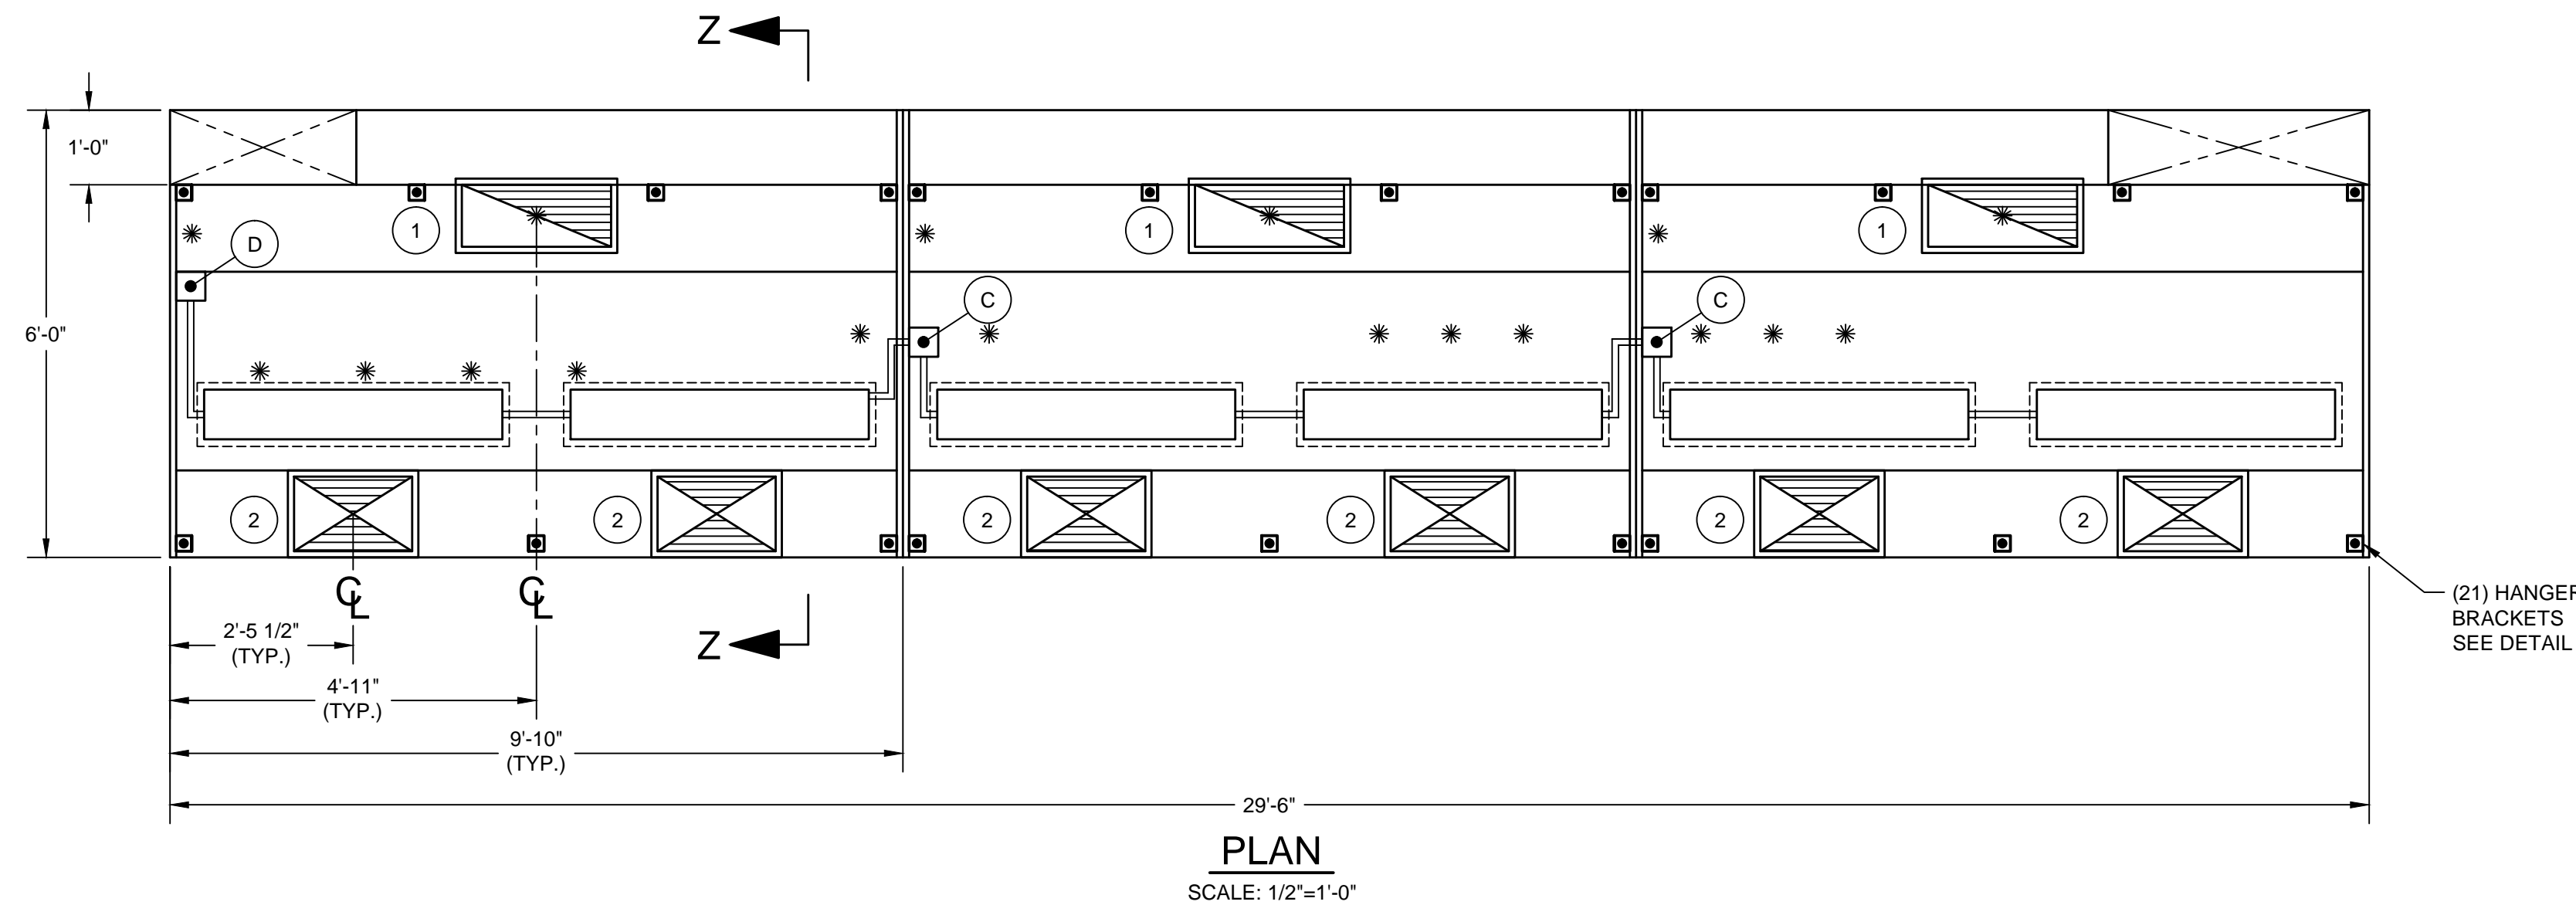 Z
1'-0"
D
1
1
1
C
C
6'-0"
2
2
2
2
2
2
CL
CL
(21) HANGER
BRACKETS
SEE DETAIL
2'-5 1/2"
(TYP.)
Z
4'-11"
(TYP.)
9'-10"
(TYP.)
29'-6"
PLAN
SCALE: 1/2"=1'-0"